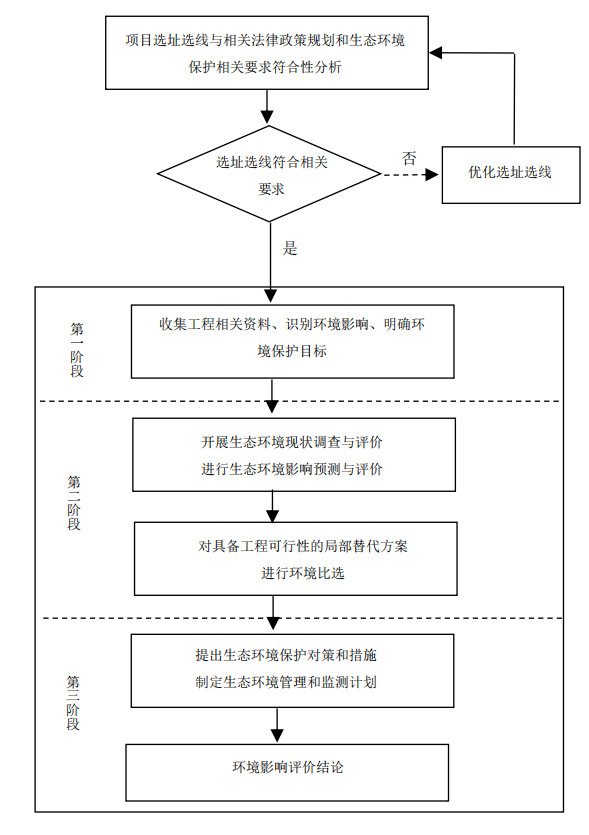 项目选址选线与相关法律政策规划和生态环境
保护相关要求符合性分析
选址选线符合相关
要求
否
优化选址选线
是
第一阶段
收集工程相关资料、识别环境影响、明确环
境保护目标
第二阶段
开展生态环境现状调查与评价
进行生态环境影响预测与评价
对具备工程可行性的局部替代方案
进行环境比选
第三阶段
提出生态环境保护对策和措施
制定生态环境管理和监测计划
环境影响评价结论